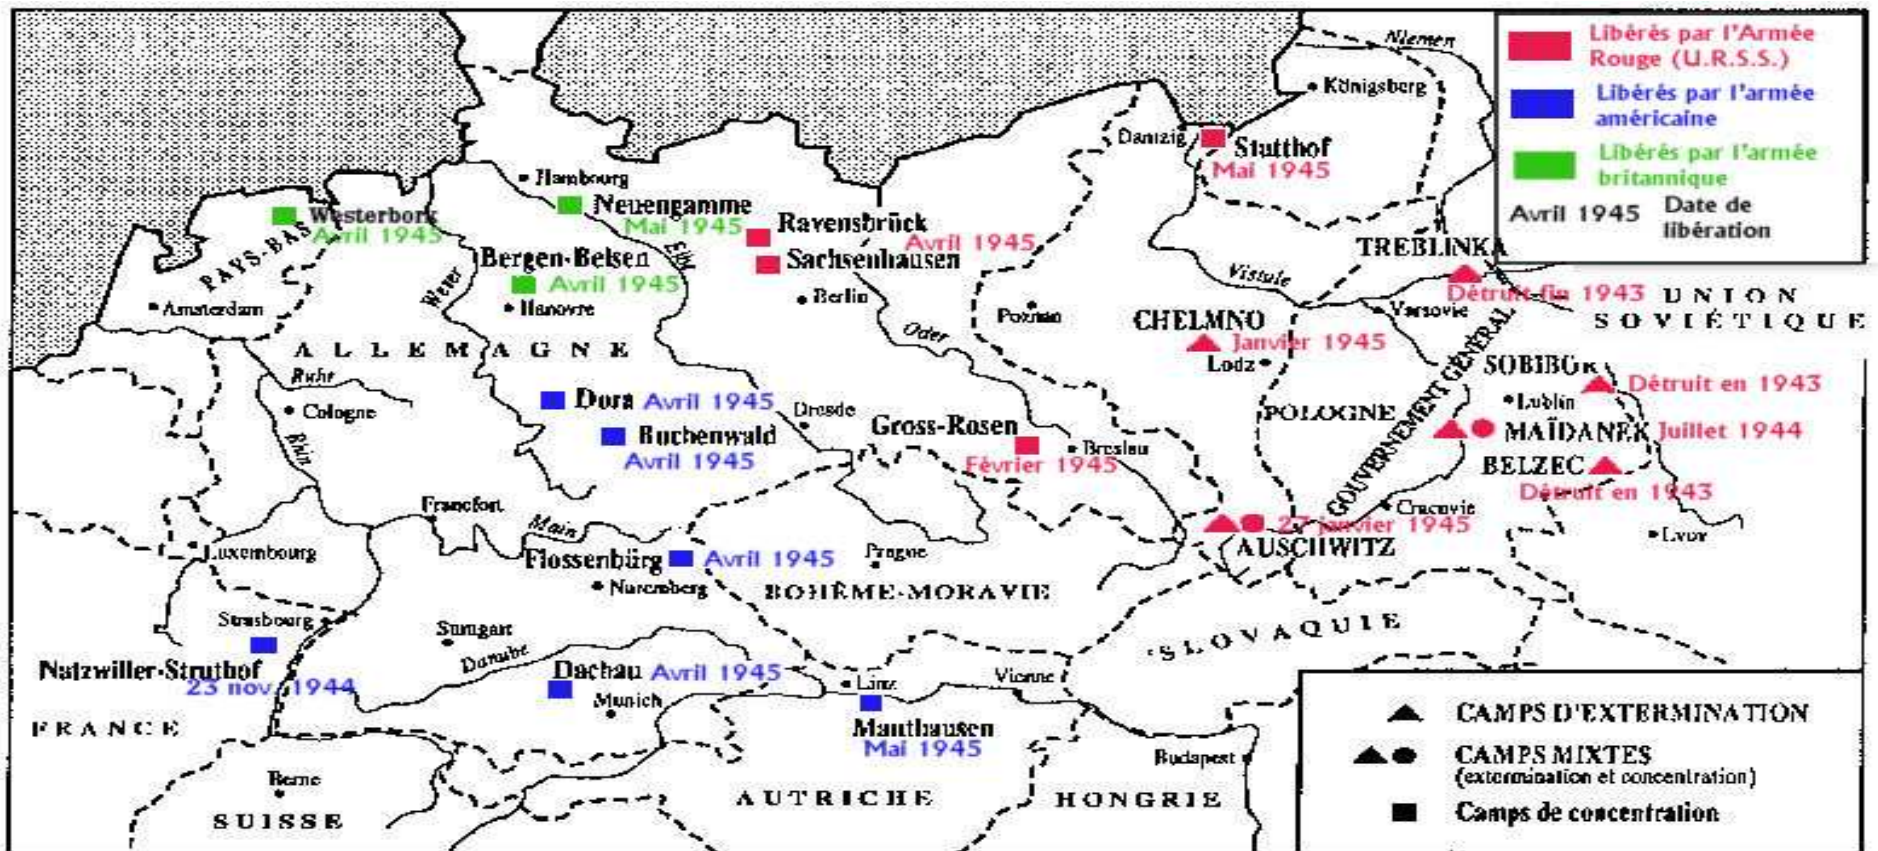 Libérés par l'Armée
Rouge (U.R.S.S.)
Libérés par l'armée
américaine
Libérés par l'armée
britannique
Avril 1945 Date de
libération
Niemen
Königsberg
Dantzig
Stutthof
Mai 1945
Hambourg
Neuengamme
Mai 1945
Westerbork
Avril 1945
PAYS-BAS
Ravensbrück
Avril 1945
Sachsenhausen
Elbe
Bergen-Belsen
Avril 1945
Weser
Hanovre
Berlin
Amsterdam
TREBLINKA
Détruit fin 1943
Vistule
Varsovie
UNION
SOVIÉTIQUE
Poznan
CHELMNO
Janvier 1945
Lodz
Oder
ALLEMAGNE
Ruhr
Cologne
Rhin
SOBIBOR
Détruit en 1943
Lublin
Dora Avril 1945
Dresde
POLOGNE
GOUVERNEMENT GÉNÉRAL
Buchenwald
Avril 1945
Gross-Rosen
Février 1945
Breslau
MAÏDANEK Juillet 1944
BELZEC
Détruit en 1943
Francfort
Main
Cracovie
27 janvier 1945
AUSCHWITZ
Lvov
Luxembourg
Flossenbürg Avril 1945
Prague
Nuremberg
BOHÊME-MORAVIE
Strasbourg
Stuttgart
Danube
SLOVAQUIE
Natzwiller-Struthof
23 nov. 1944
Dachau Avril 1945
Munich
Linz
Vienne
Mauthausen
Mai 1945
FRANCE
Budapest
Berne
SUISSE
AUTRICHE
HONGRIE
CAMPS D'EXTERMINATION
CAMPS MIXTES
(extermination et concentration)
Camps de concentration